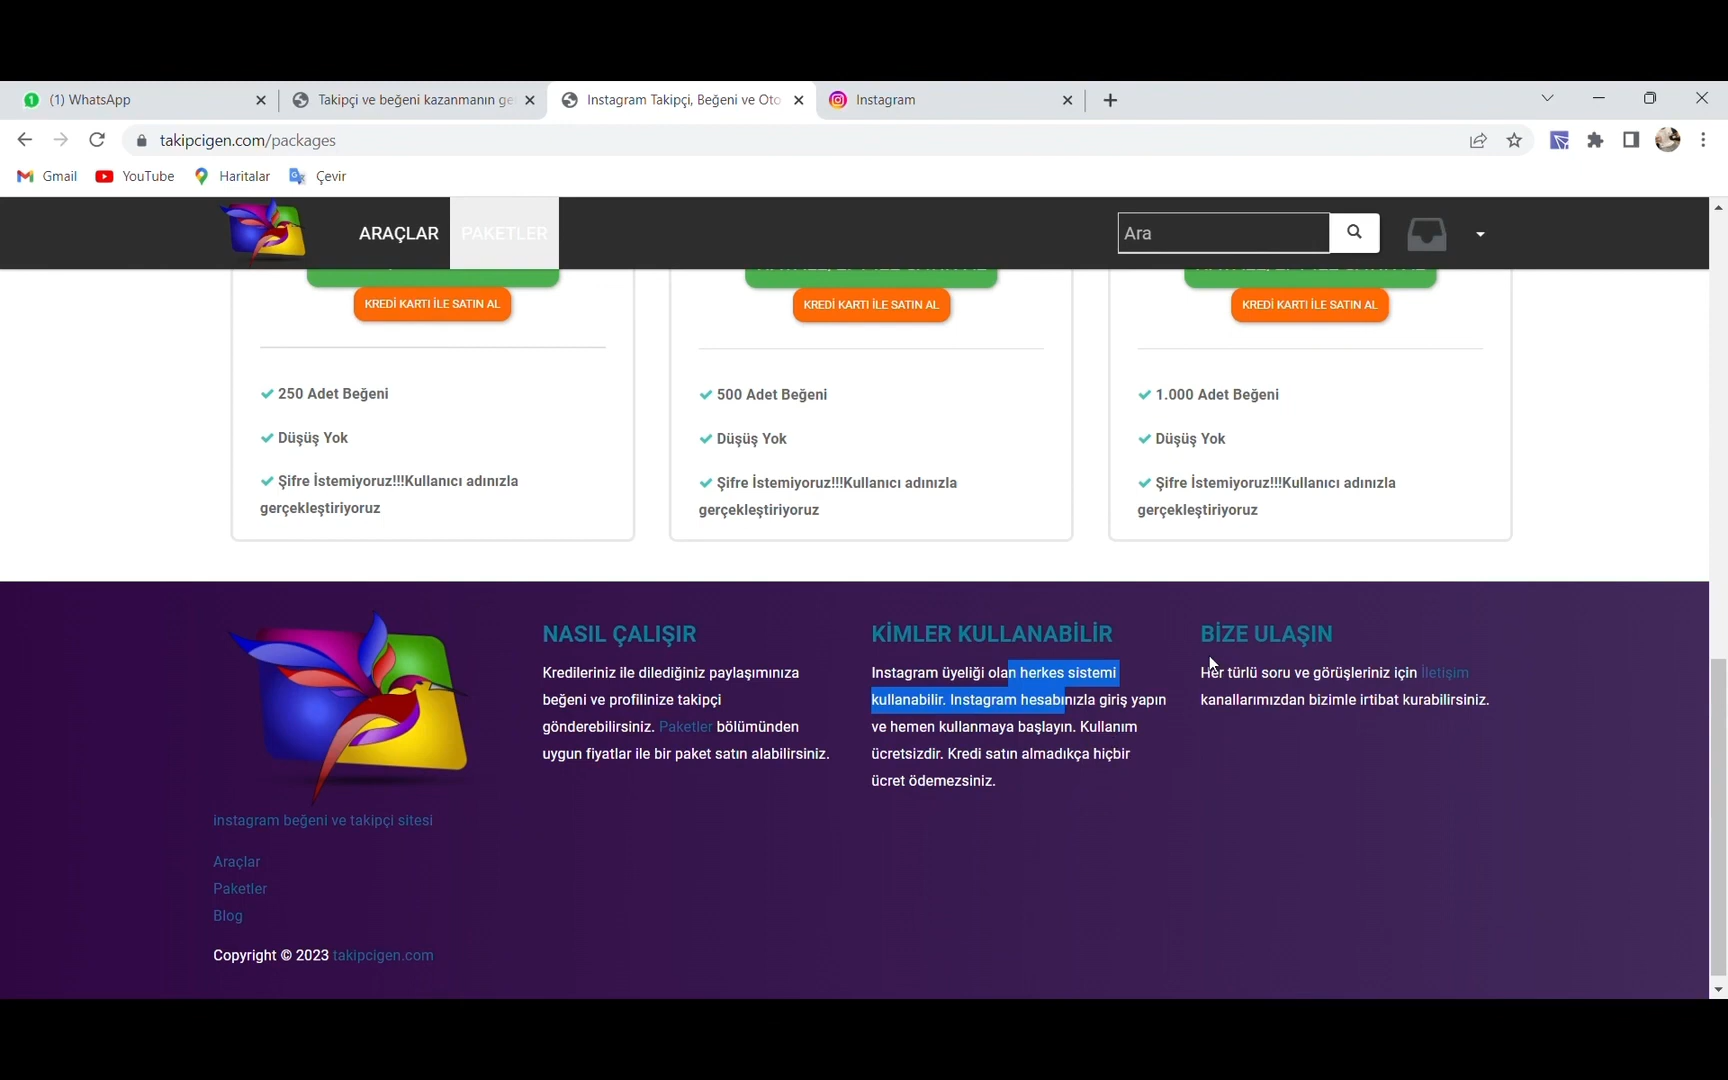 (1) WhatsApp
Takipçi ve beğeni kazanmanın ge
Instagram Takipçi, Beğeni ve Oto
Instagram
takipcigen.com/packages
Gmail
YouTube
Haritalar
Çevir
ARAÇLAR
PAKETLER
Ara
KREDİ KARTI İLE SATIN AL
KREDİ KARTI İLE SATIN AL
KREDİ KARTI İLE SATIN AL
250 Adet Beğeni
Düşüş Yok
Şifre İstemiyoruz!!!Kullanıcı adınızla
gerçekleştiriyoruz
500 Adet Beğeni
Düşüş Yok
Şifre İstemiyoruz!!!Kullanıcı adınızla
gerçekleştiriyoruz
1.000 Adet Beğeni
Düşüş Yok
Şifre İstemiyoruz!!!Kullanıcı adınızla
gerçekleştiriyoruz
instagram beğeni ve takipçi sitesi
Araçlar
Paketler
Blog
Copyright © 2023 takipcigen.com
NASIL ÇALIŞIR
Kredileriniz ile dilediğiniz paylaşımınıza
beğeni ve profilinize takipçi
gönderebilirsiniz. Paketler bölümünden
uygun fiyatlar ile bir paket satın alabilirsiniz.
KİMLER KULLANABİLİR
Instagram üyeliği olan herkes sistemi
kullanabilir. Instagram hesabınızla giriş yapın
ve hemen kullanmaya başlayın. Kullanım
ücretsizdir. Kredi satın almadıkça hiçbir
ücret ödemezsiniz.
BİZE ULAŞIN
Her türlü soru ve görüşleriniz için İletişim
kanallarımızdan bizimle irtibat kurabilirsiniz.